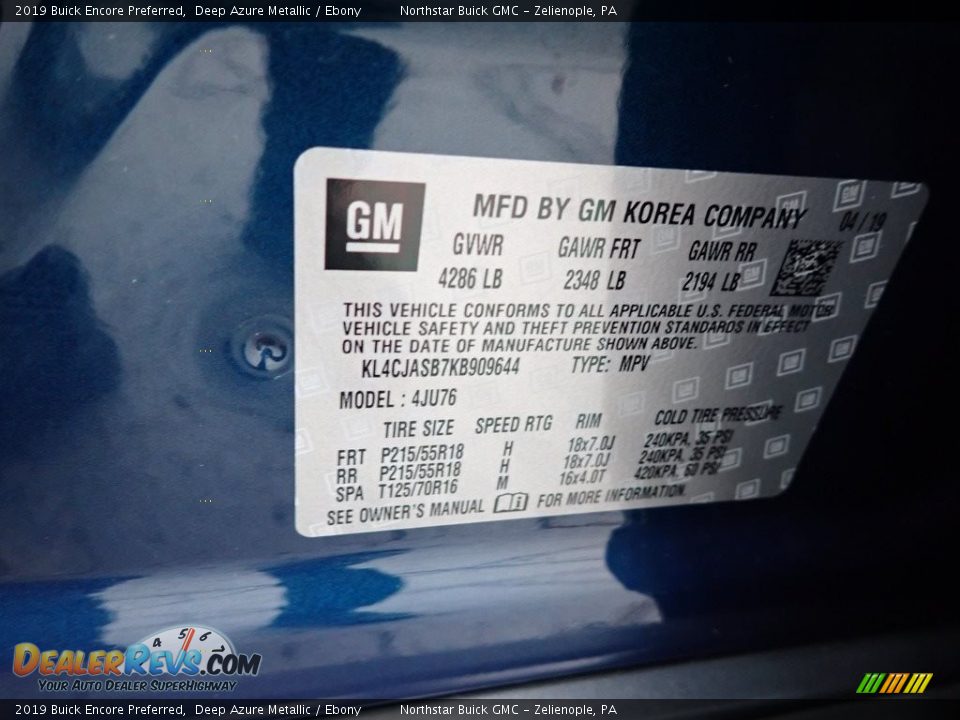 2019 Buick Encore Preferred,  Deep Azure Metallic / Ebony          Northstar Buick GMC - Zelienople, PA
GM
MFD BY GM KOREA COMPANY
04 / 19
GVWR GAWR FRT GAWR RR
4286 LB 2348 LB 2194 LB
THIS VEHICLE CONFORMS TO ALL APPLICABLE U.S. FEDERAL MOTOR
VEHICLE SAFETY AND THEFT PREVENTION STANDARDS IN EFFECT
ON THE DATE OF MANUFACTURE SHOWN ABOVE.
KL4CJASB7KB909644 TYPE: MPV
MODEL : 4JU76
TIRE SIZE SPEED RTG RIM COLD TIRE PRESSURE
FRT P215/55R18 H 18x7.0J 240KPA, 35 PSI
RR P215/55R18 H 18x7.0J 240KPA, 35 PSI
SPA T125/70R16 M 16x4.0T 420KPA, 60 PSI
SEE OWNER'S MANUAL FOR MORE INFORMATION.
4 5 6
DEALERREVS.COM
YOUR AUTO DEALER SUPERHIGHWAY
2019 Buick Encore Preferred,  Deep Azure Metallic / Ebony          Northstar Buick GMC - Zelienople, PA